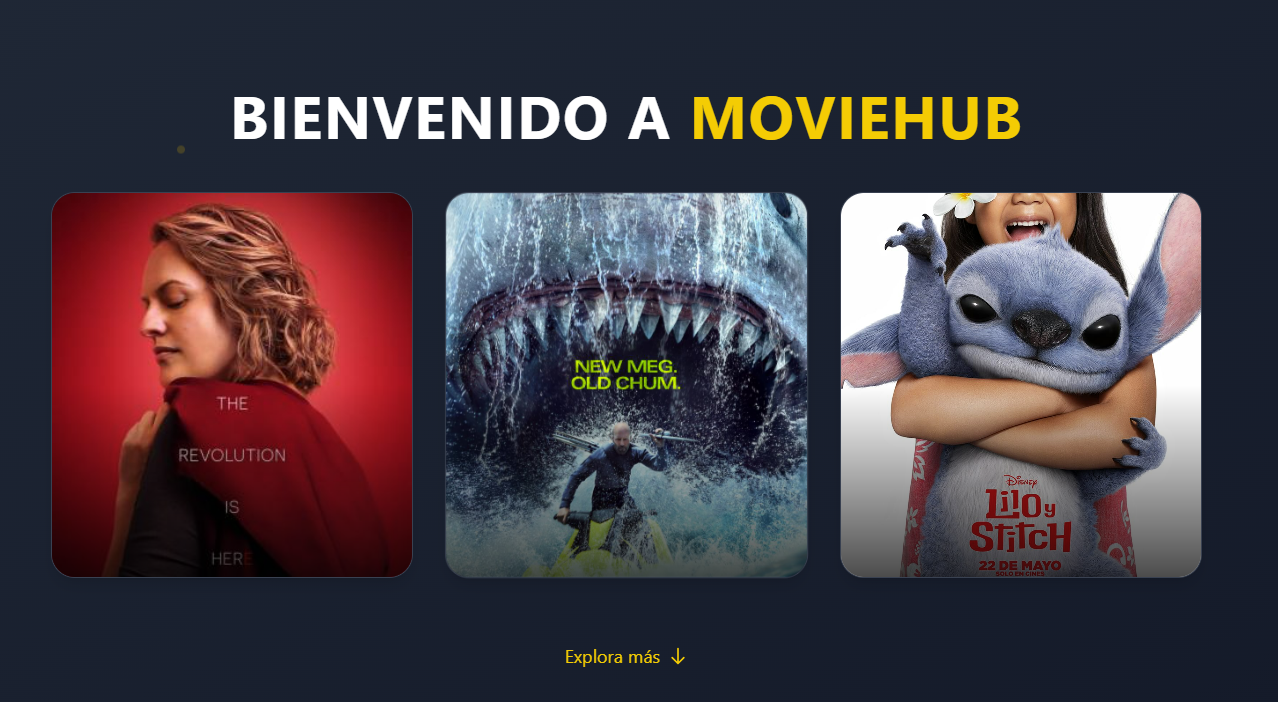 BIENVENIDO A MOVIEHUB
THE
REVOLUTION
IS
HERE
NEW MEG.
OLD CHUM.
Disney
Lilo y
Stitch
22 DE MAYO
SOLO EN CINES
Explora más ↓